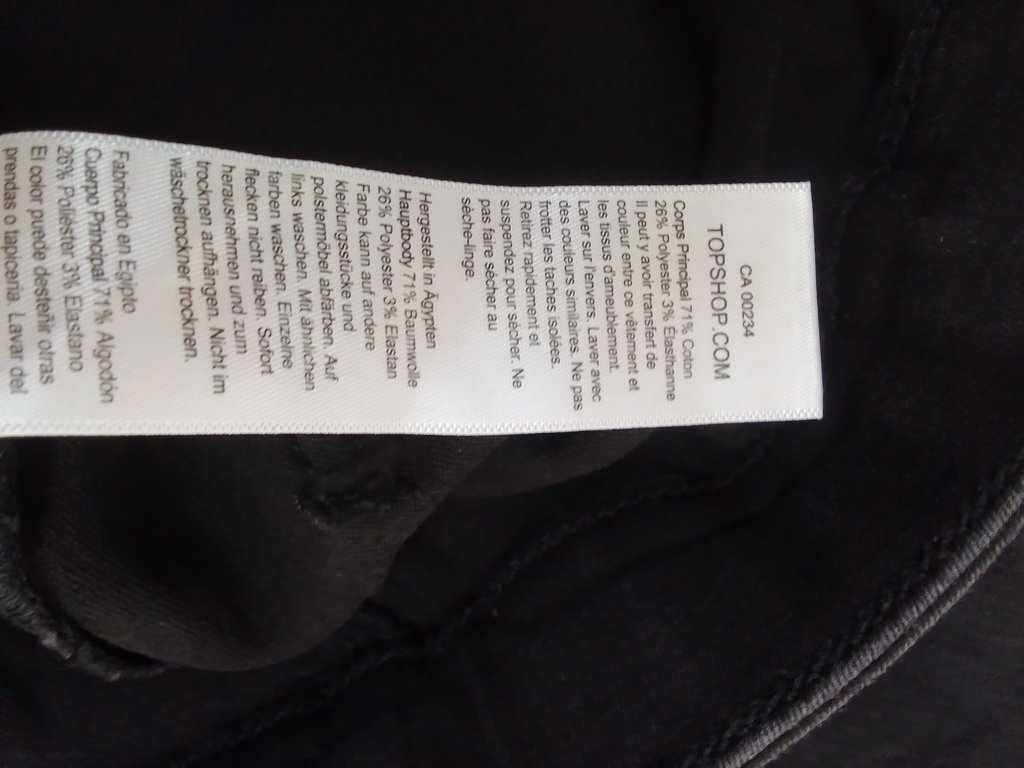 CA 00234
TOPSHOP.COM
Corps Principal 71% Coton
26% Polyester 3% Élasthanne
Il peut y avoir transfert de
couleur entre ce vêtement et
les tissus d'ameublement.
Laver sur l'envers. Laver avec
des couleurs similaires. Ne pas
frotter les taches isolées.
Retirez rapidement et
suspendez pour sécher. Ne
pas faire sécher au
sèche-linge.
Hergestellt in Ägypten
Hauptbody 71% Baumwolle
26% Polyester 3% Elastan
Farbe kann auf andere
kleidungsstücke und
polstermöbel abfärben. Auf
links waschen. Mit ähnlichen
farben waschen. Einzelne
flecken nicht reiben. Sofort
herausnehmen und zum
trocknen aufhängen. Nicht im
wäschetrockner trocknen.
Fabricado en Egipto
Cuerpo Principal 71% Algodón
26% Poliéster 3% Elastano
El color puede desteñir otras
prendas o tapicería. Lavar del